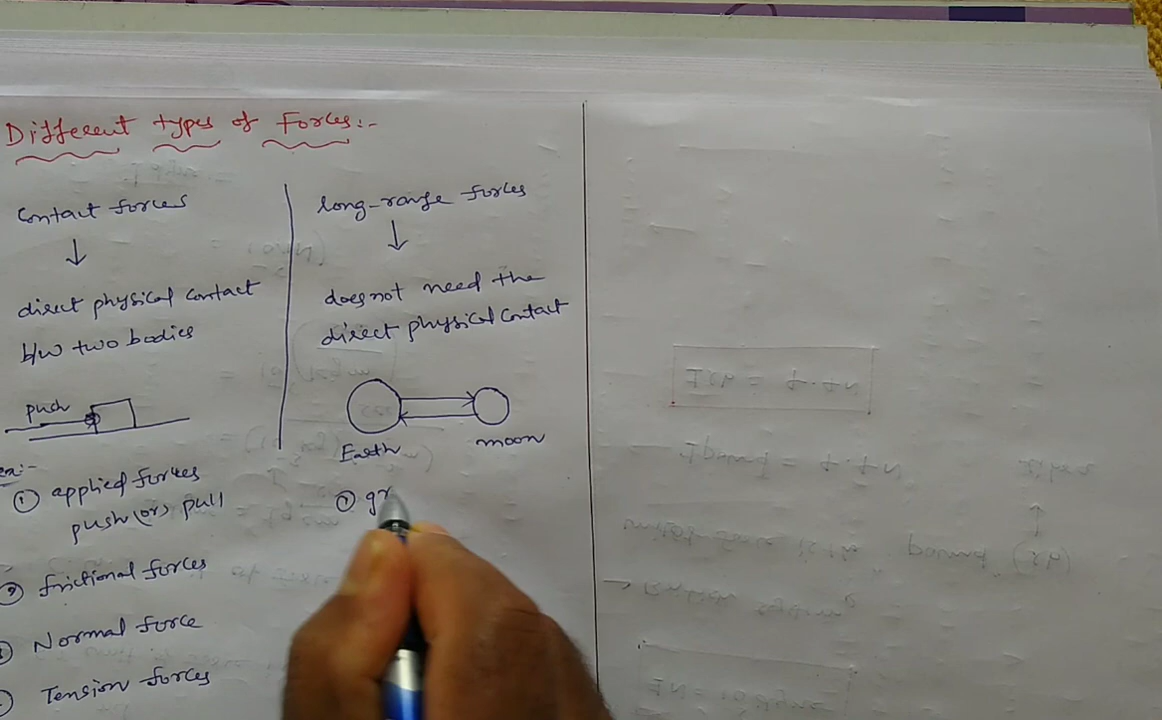 Different types of Forces:-
Contact forces
↓
direct physical contact
b/w two bodies
push
ex:-
① applied forces
push (or) pull
② frictional forces
③ Normal force
Tension forces
long-range forces
↓
does not need the
direct physical contact
Earth
moon
① gr